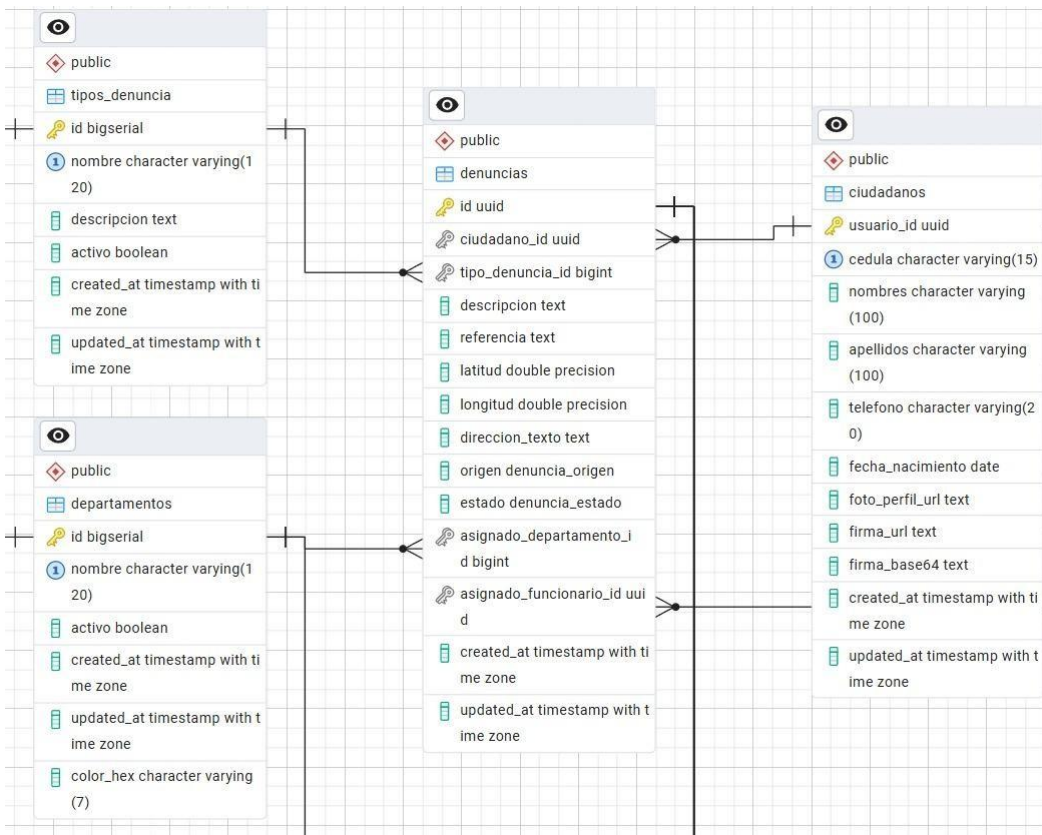 public
tipos_denuncia
id bigserial
1 nombre character varying(1
20)
descripcion text
activo boolean
created_at timestamp with ti
me zone
updated_at timestamp with t
ime zone
public
departamentos
id bigserial
1 nombre character varying(1
20)
activo boolean
created_at timestamp with ti
me zone
updated_at timestamp with t
ime zone
color_hex character varying
(7)
public
denuncias
id uuid
ciudadano_id uuid
tipo_denuncia_id bigint
descripcion text
referencia text
latitud double precision
longitud double precision
direccion_texto text
origen denuncia_origen
estado denuncia_estado
asignado_departamento_i
d bigint
asignado_funcionario_id uui
d
created_at timestamp with ti
me zone
updated_at timestamp with t
ime zone
public
ciudadanos
usuario_id uuid
1 cedula character varying(15)
nombres character varying
(100)
apellidos character varying
(100)
telefono character varying(2
0)
fecha_nacimiento date
foto_perfil_url text
firma_url text
firma_base64 text
created_at timestamp with ti
me zone
updated_at timestamp with t
ime zone